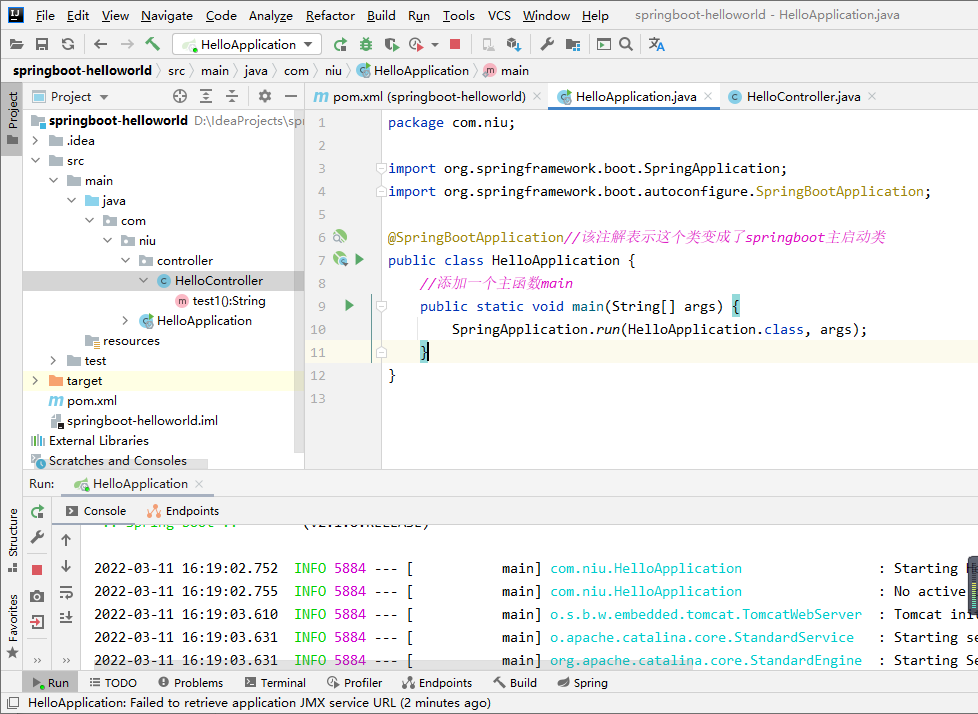 File Edit View Navigate Code Analyze Refactor Build Run Tools VCS Window Help springboot-helloworld - HelloApplication.java
HelloApplication
springboot-helloworld src main java com niu HelloApplication main
Project
Project
pom.xml (springboot-helloworld) HelloApplication.java HelloController.java
springboot-helloworld D:\IdeaProjects\spr
.idea
src
main
java
com
niu
controller
HelloController
test1():String
HelloApplication
resources
test
target
pom.xml
springboot-helloworld.iml
External Libraries
Scratches and Consoles
1 package com.niu;
2
3 import org.springframework.boot.SpringApplication;
4 import org.springframework.boot.autoconfigure.SpringBootApplication;
5
6 @SpringBootApplication//该注解表示这个类变成了springboot主启动类
7 public class HelloApplication {
8 //添加一个主函数main
9 public static void main(String[] args) {
10 SpringApplication.run(HelloApplication.class, args);
11 }
12 }
13
Run: HelloApplication
Console Endpoints
Structure
Favorites
2022-03-11 16:19:02.752 INFO 5884 --- [ main] com.niu.HelloApplication : Starting H
2022-03-11 16:19:02.755 INFO 5884 --- [ main] com.niu.HelloApplication : No active
2022-03-11 16:19:03.610 INFO 5884 --- [ main] o.s.b.w.embedded.tomcat.TomcatWebServer : Tomcat ini
2022-03-11 16:19:03.631 INFO 5884 --- [ main] o.apache.catalina.core.StandardService : Starting se
2022-03-11 16:19:03.631 INFO 5884 --- [ main] org.apache.catalina.core.StandardEngine : Starting Se
Run TODO Problems Terminal Profiler Endpoints Build Spring
HelloApplication: Failed to retrieve application JMX service URL (2 minutes ago)